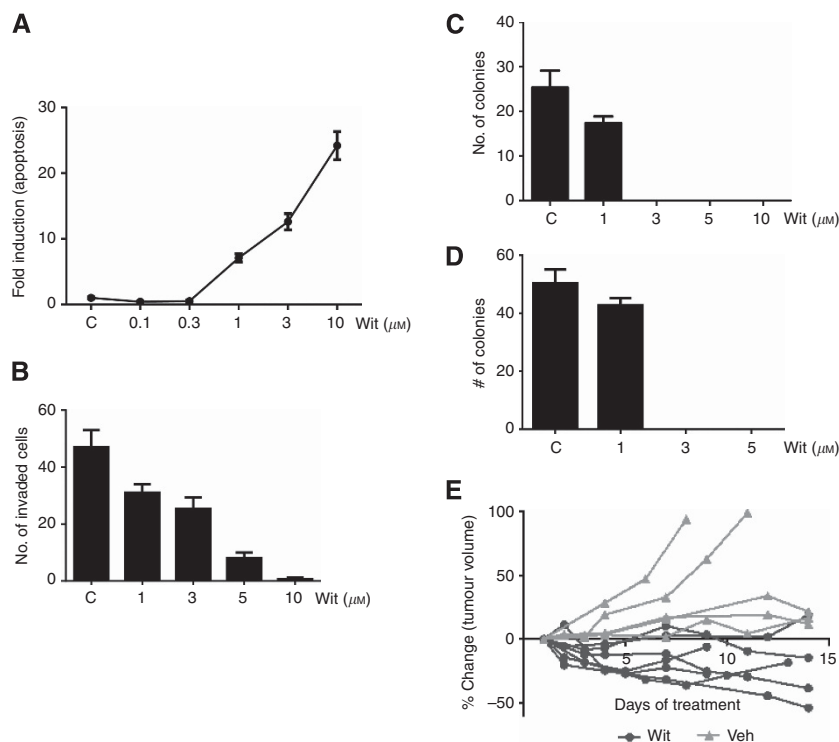 A
Fold induction (apoptosis)
30
20
10
0
C 0.1 0.3 1 3 10 Wit (μM)
B
No. of invaded cells
60
40
20
0
C 1 3 5 10 Wit (μM)
C
No. of colonies
40
30
20
10
0
C 1 3 5 10 Wit (μM)
D
# of colonies
60
40
20
0
C 1 3 5 Wit (μM)
E
% Change (tumour volume)
100
50
0
–50
5 10 15
Days of treatment
Wit Veh